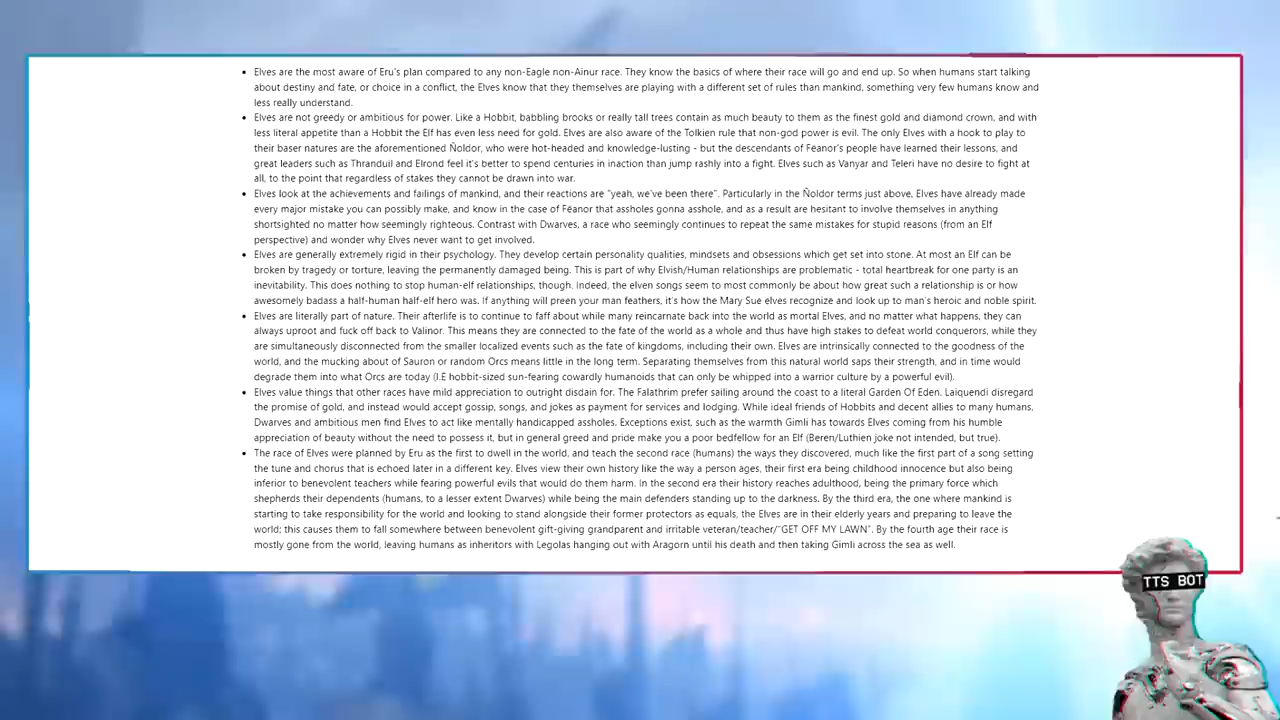 • Elves are the most aware of Eru's plan compared to any non-Eagle non-Ainur race. They know the basics of where their race will go and end up. So when humans start talking
about destiny and fate, or choice in a conflict, the Elves know that they themselves are playing with a different set of rules than mankind, something very few humans know and
less really understand.
• Elves are not greedy or ambitious for power. Like a Hobbit, babbling brooks or really tall trees contain as much beauty to them as the finest gold and diamond crown, and with
less literal appetite than a Hobbit the Elf has even less need for gold. Elves are also aware of the Tolkien rule that non-god power is evil. The only Elves with a hook to play to
their baser natures are the aforementioned Ñoldor, who were hot-headed and knowledge-lusting - but the descendants of Fëanor's people have learned their lessons, and
great leaders such as Thranduil and Elrond feel it's better to spend centuries in inaction than jump rashly into a fight. Elves such as Vanyar and Teleri have no desire to fight at
all, to the point that regardless of stakes they cannot be drawn into war.
• Elves look at the achievements and failings of mankind, and their reactions are "yeah, we've been there". Particularly in the Ñoldor terms just above, Elves have already made
every major mistake you can possibly make, and know in the case of Fëanor that assholes gonna asshole, and as a result are hesitant to involve themselves in anything
shortsighted no matter how seemingly righteous. Contrast with Dwarves, a race who seemingly continues to repeat the same mistakes for stupid reasons (from an Elf
perspective) and wonder why Elves never want to get involved.
• Elves are generally extremely rigid in their psychology. They develop certain personality qualities, mindsets and obsessions which get set into stone. At most an Elf can be
broken by tragedy or torture, leaving the permanently damaged being. This is part of why Elvish/Human relationships are problematic - total heartbreak for one party is an
inevitability. This does nothing to stop human-elf relationships, though. Indeed, the elven songs seem to most commonly be about how great such a relationship is or how
awesomely badass a half-human half-elf hero was. If anything will preen your man feathers, it's how the Mary Sue elves recognize and look up to man's heroic and noble spirit.
• Elves are literally part of nature. Their afterlife is to continue to faff about while many reincarnate back into the world as mortal Elves, and no matter what happens, they can
always uproot and fuck off back to Valinor. This means they are connected to the fate of the world as a whole and thus have high stakes to defeat world conquerors, while they
are simultaneously disconnected from the smaller localized events such as the fate of kingdoms, including their own. Elves are intrinsically connected to the goodness of the
world, and the mucking about of Sauron or random Orcs means little in the long term. Separating themselves from this natural world saps their strength, and in time would
degrade them into what Orcs are today (I.E hobbit-sized sun-fearing cowardly humanoids that can only be whipped into a warrior culture by a powerful evil).
• Elves value things that other races have mild appreciation to outright disdain for. The Falathrim prefer sailing around the coast to a literal Garden Of Eden. Laiquendi disregard
the promise of gold, and instead would accept gossip, songs, and jokes as payment for services and lodging. While ideal friends of Hobbits and decent allies to many humans,
Dwarves and ambitious men find Elves to act like mentally handicapped assholes. Exceptions exist, such as the warmth Gimli has towards Elves coming from his humble
appreciation of beauty without the need to possess it, but in general greed and pride make you a poor bedfellow for an Elf (Beren/Luthien joke not intended, but true).
• The race of Elves were planned by Eru as the first to dwell in the world, and teach the second race (humans) the ways they discovered, much like the first part of a song setting
the tune and chorus that is echoed later in a different key. Elves view their own history like the way a person ages, their first era being childhood innocence but also being
inferior to benevolent teachers while fearing powerful evils that would do them harm. In the second era their history reaches adulthood, being the primary force which
shepherds their dependents (humans, to a lesser extent Dwarves) while being the main defenders standing up to the darkness. By the third era, the one where mankind is
starting to take responsibility for the world and looking to stand alongside their former protectors as equals, the Elves are in their elderly years and preparing to leave the
world; this causes them to fall somewhere between benevolent gift-giving grandparent and irritable veteran/teacher/"GET OFF MY LAWN". By the fourth age their race is
mostly gone from the world, leaving humans as inheritors with Legolas hanging out with Aragorn until his death and then taking Gimli across the sea as well.
TTS BOT